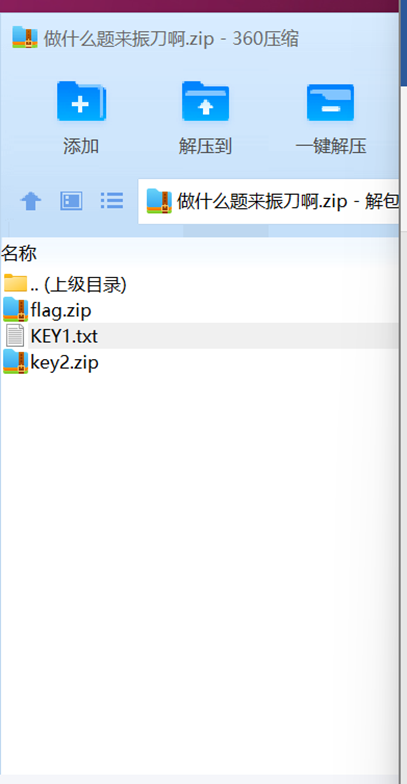 做什么题来振刀啊.zip - 360压缩
添加 解压到 一键解压
做什么题来振刀啊.zip - 解包
名称
.. (上级目录)
flag.zip
KEY1.txt
key2.zip